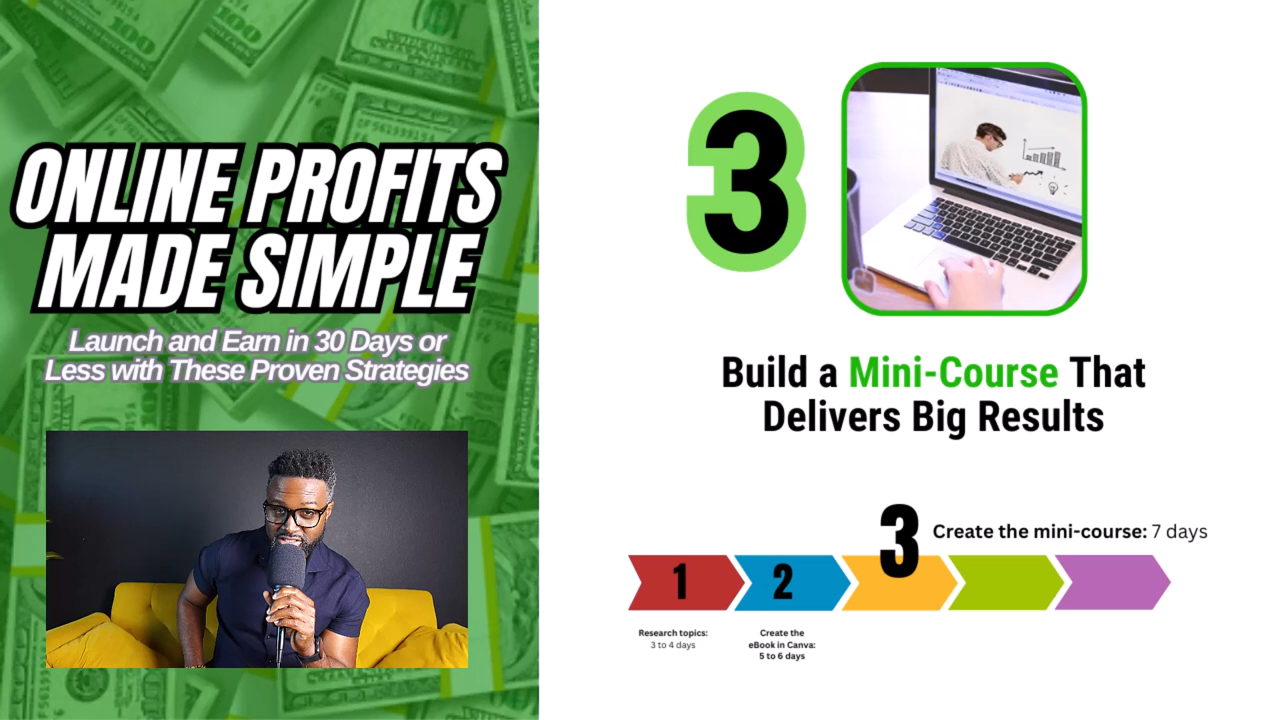 ONLINE PROFITS
MADE SIMPLE
Launch and Earn in 30 Days or
Less with These Proven Strategies
3
Build a Mini-Course That
Delivers Big Results
3
Create the mini-course: 7 days
1
2
Research topics:
3 to 4 days
Create the
eBook in Canva:
5 to 6 days